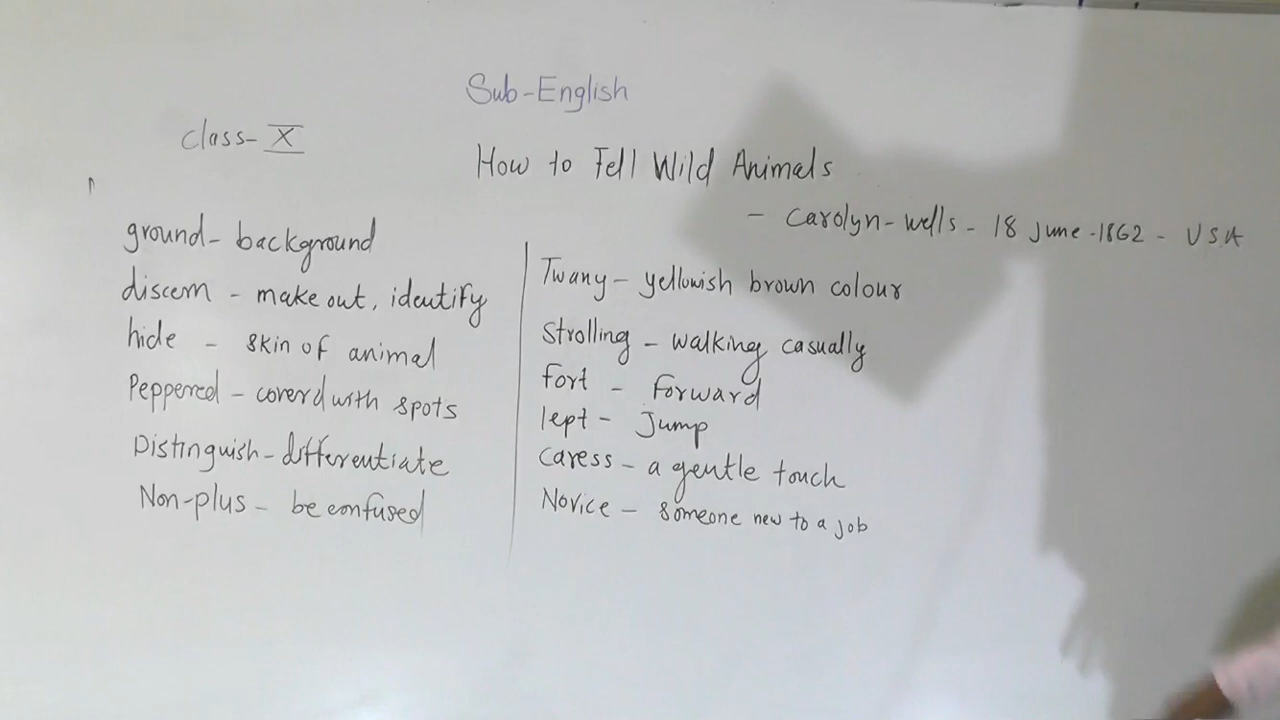 Sub-English
Class-X
How to Tell Wild Animals
- Carolyn-wells - 18 June -1862 - USA
ground - background
discern - make out, identify
hide - skin of animal
Peppered - coverd with spots
Distinguish - differentiate
Non-plus - be confused
Twany - yellowish brown colour
Strolling - walking casually
fort - forward
lept - Jump
Caress - a gentle touch
Novice - someone new to a job